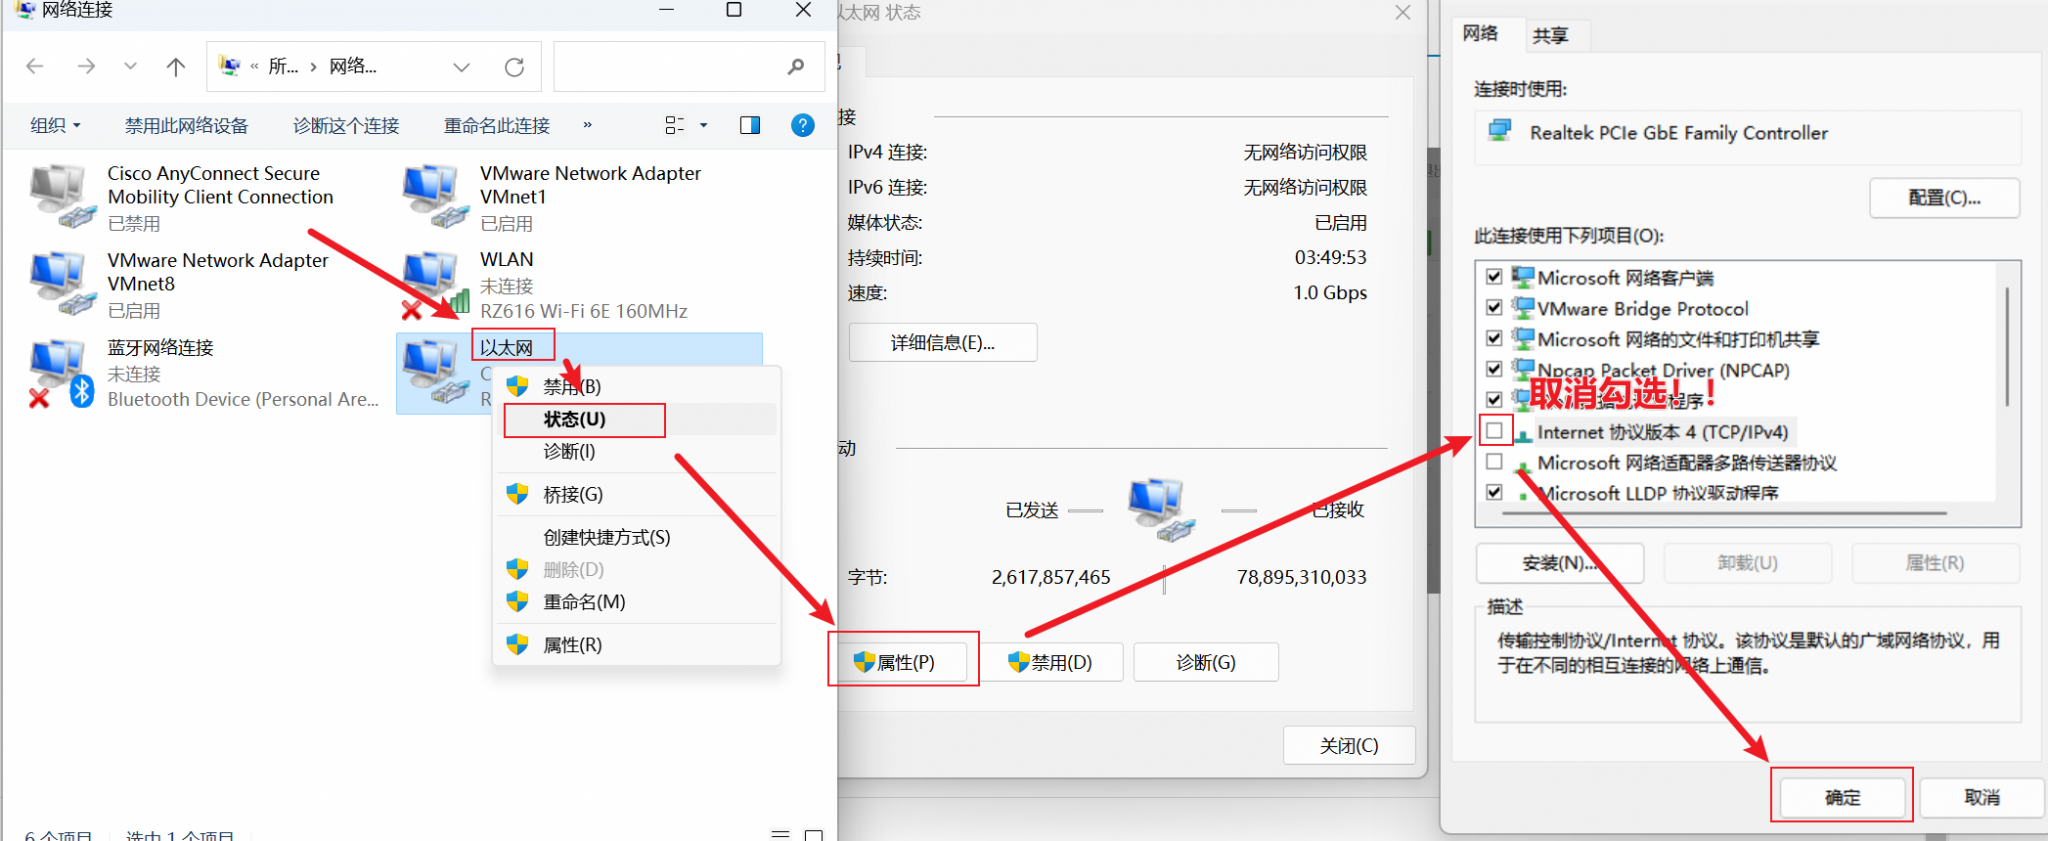 网络连接
« 所... › 网络...
组织
禁用此网络设备
诊断这个连接
重命名此连接
»
Cisco AnyConnect Secure
Mobility Client Connection
已禁用
VMware Network Adapter
VMnet1
已启用
VMware Network Adapter
VMnet8
已启用
WLAN
未连接
RZ616 Wi-Fi 6E 160MHz
蓝牙网络连接
未连接
Bluetooth Device (Personal Are...
以太网
禁用(B)
状态(U)
诊断(I)
桥接(G)
创建快捷方式(S)
删除(D)
重命名(M)
属性(R)
6 个项目
选中 1 个项目
以太网 状态
接
IPv4 连接:
无网络访问权限
IPv6 连接:
无网络访问权限
媒体状态:
已启用
持续时间:
03:49:53
速度:
1.0 Gbps
详细信息(E)...
动
已发送
已接收
字节:
2,617,857,465
78,895,310,033
属性(P)
禁用(D)
诊断(G)
关闭(C)
网络
共享
连接时使用:
Realtek PCIe GbE Family Controller
配置(C)...
此连接使用下列项目(O):
Microsoft 网络客户端
VMware Bridge Protocol
Microsoft 网络的文件和打印机共享
Npcap Packet Driver (NPCAP)
取消勾选！！
程序
Internet 协议版本 4 (TCP/IPv4)
Microsoft 网络适配器多路传送器协议
Microsoft LLDP 协议驱动程序
安装(N)...
卸载(U)
属性(R)
描述
传输控制协议/Internet 协议。该协议是默认的广域网络协议，用
于在不同的相互连接的网络上通信。
确定
取消